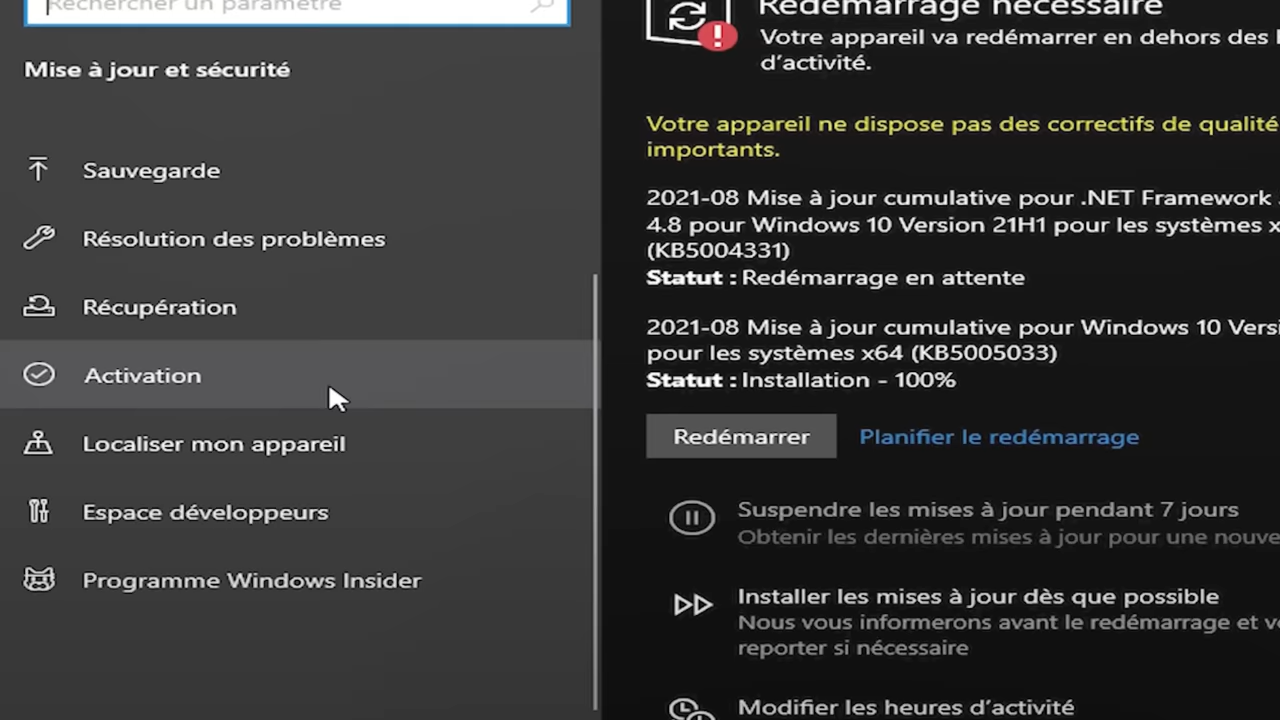 Rechercher un paramètre
Mise à jour et sécurité
Sauvegarde
Résolution des problèmes
Récupération
Activation
Localiser mon appareil
Espace développeurs
Programme Windows Insider
Redémarrage nécessaire
Votre appareil va redémarrer en dehors des
d'activité.
Votre appareil ne dispose pas des correctifs de qualité
importants.
2021-08 Mise à jour cumulative pour .NET Framework
4.8 pour Windows 10 Version 21H1 pour les systèmes
(KB5004331)
Statut : Redémarrage en attente
2021-08 Mise à jour cumulative pour Windows 10 Versi
pour les systèmes x64 (KB5005033)
Statut : Installation - 100%
Redémarrer Planifier le redémarrage
Suspendre les mises à jour pendant 7 jours
Obtenir les dernières mises à jour pour une nouve
Installer les mises à jour dès que possible
Nous vous informerons avant le redémarrage et
reporter si nécessaire
Modifier les heures d'activité